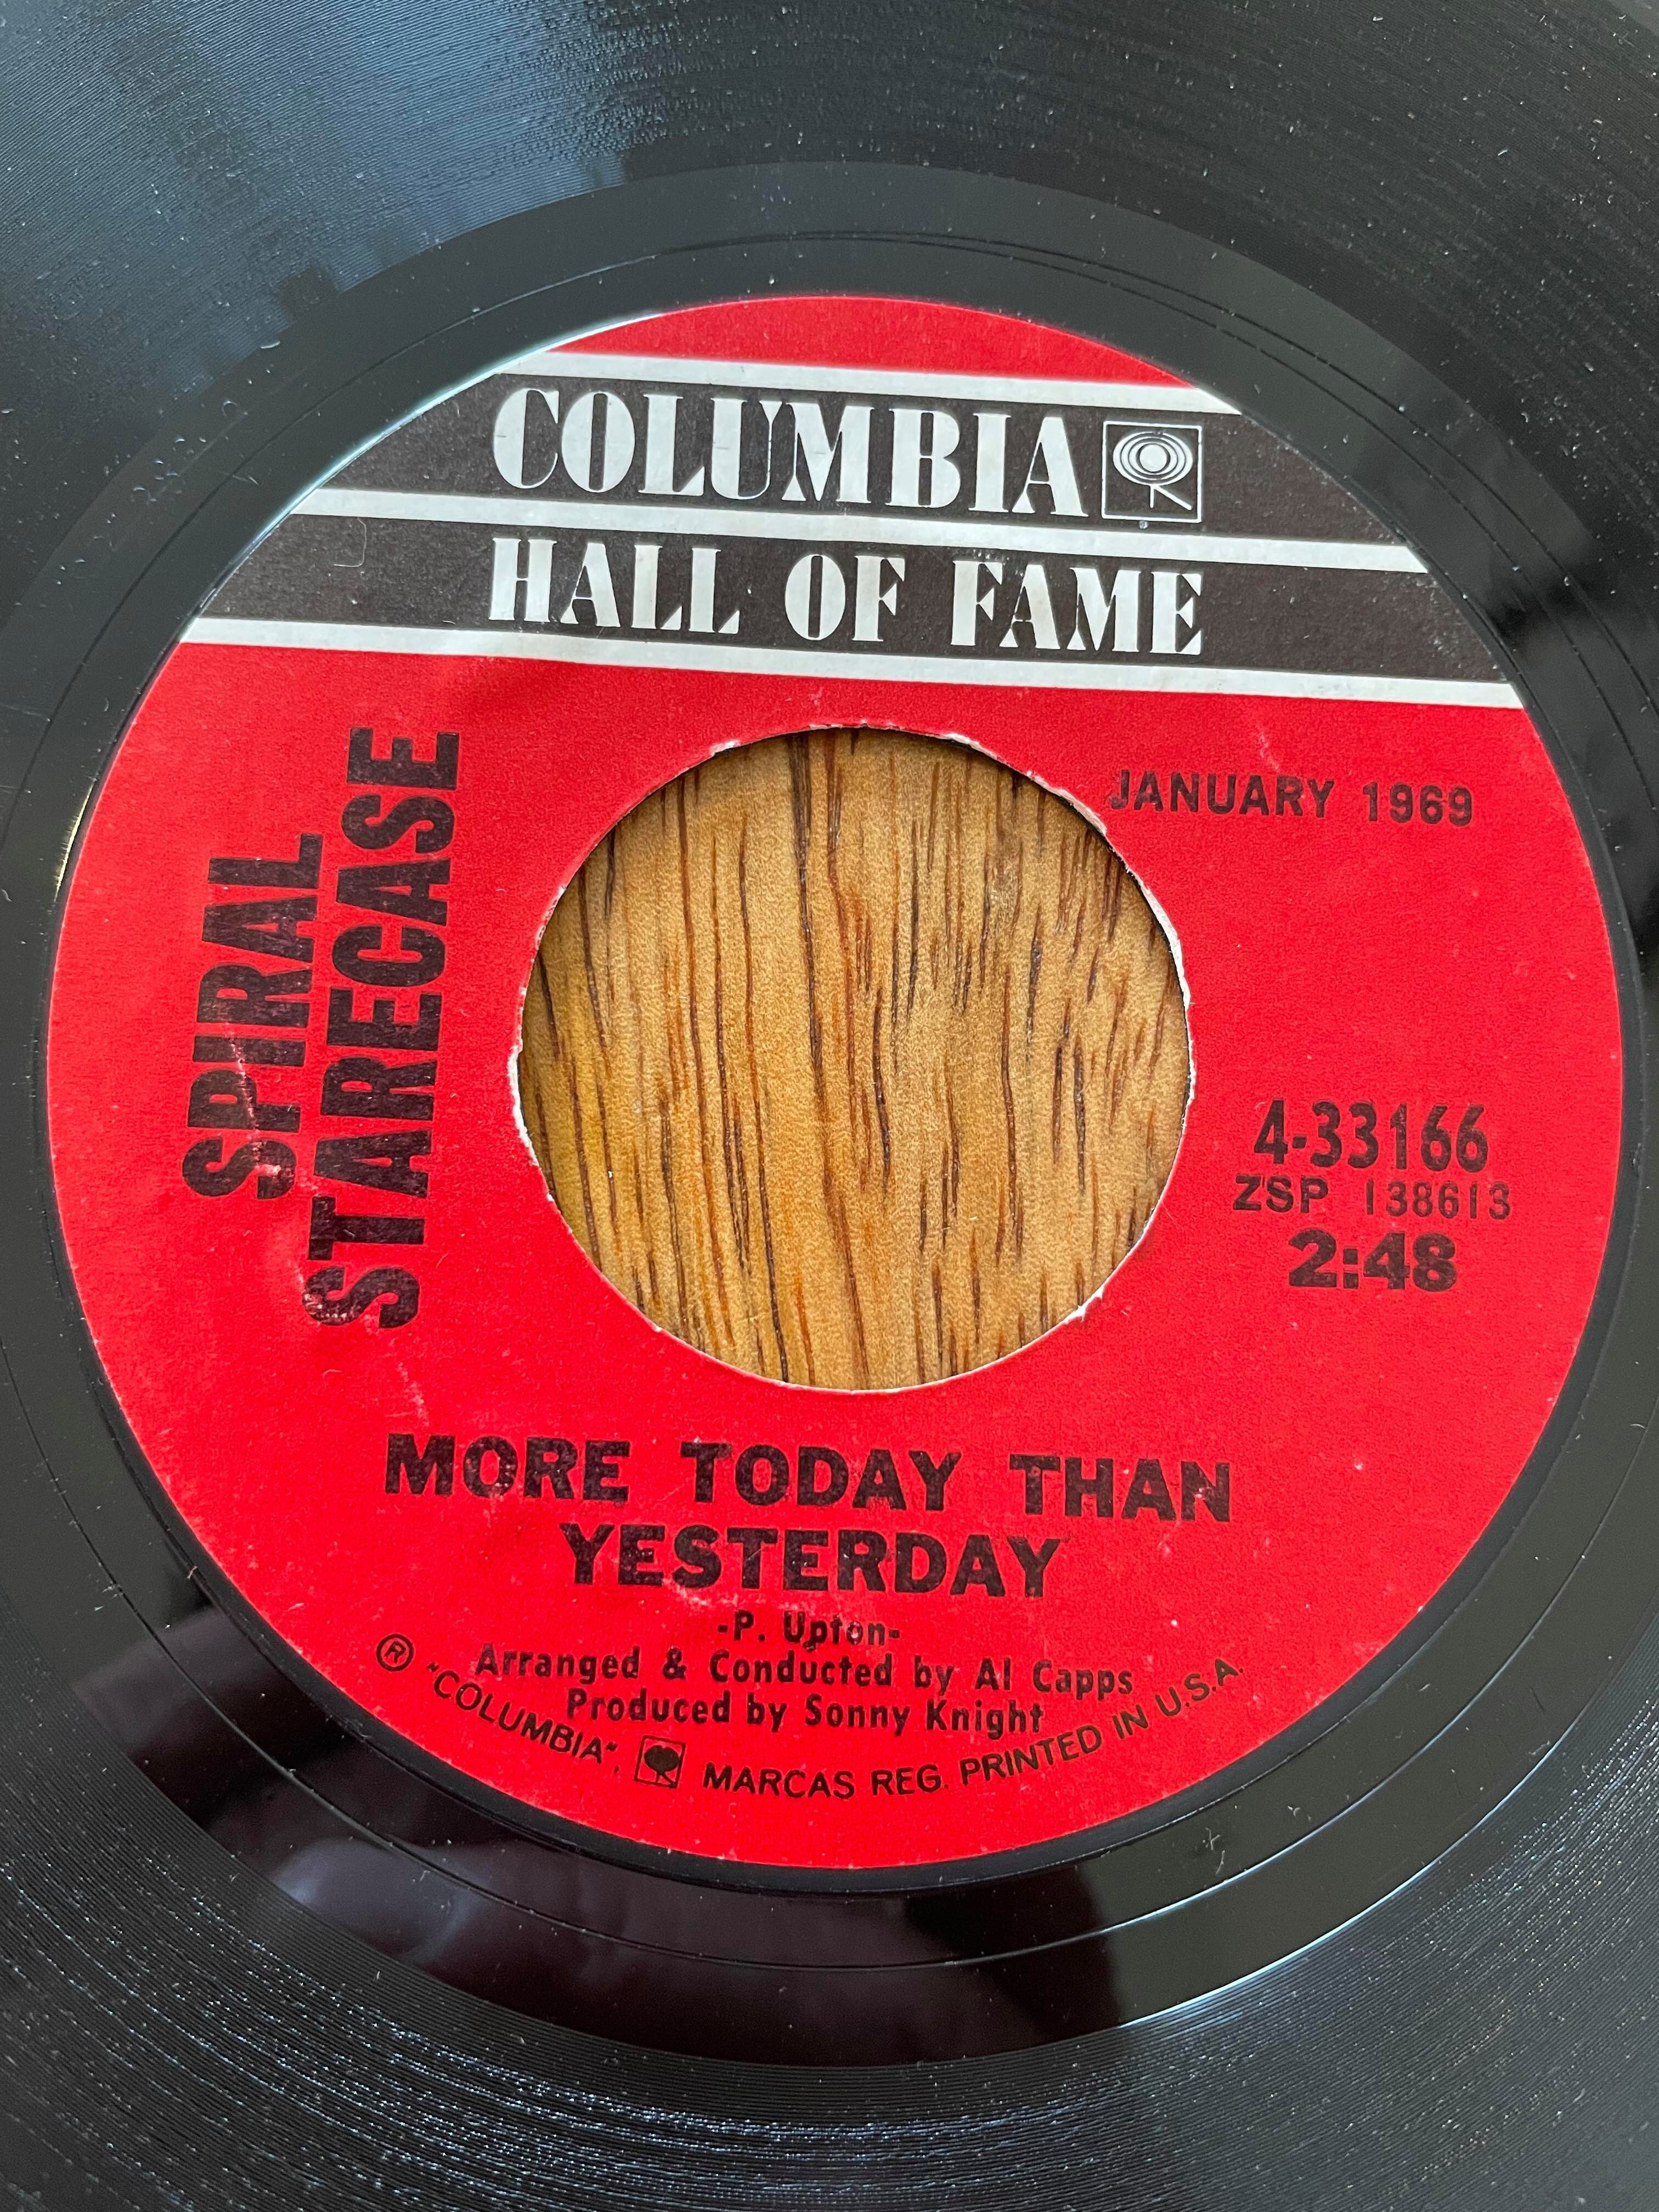 COLUMBIA
HALL OF FAME
JANUARY 1969
SPIRAL
STARECASE
4-33166
ZSP 138613
2:48
MORE TODAY THAN
YESTERDAY
-P. Upton-
Arranged & Conducted by Al Capps
Produced by Sonny Knight
® "COLUMBIA", MARCAS REG. PRINTED IN U.S.A.